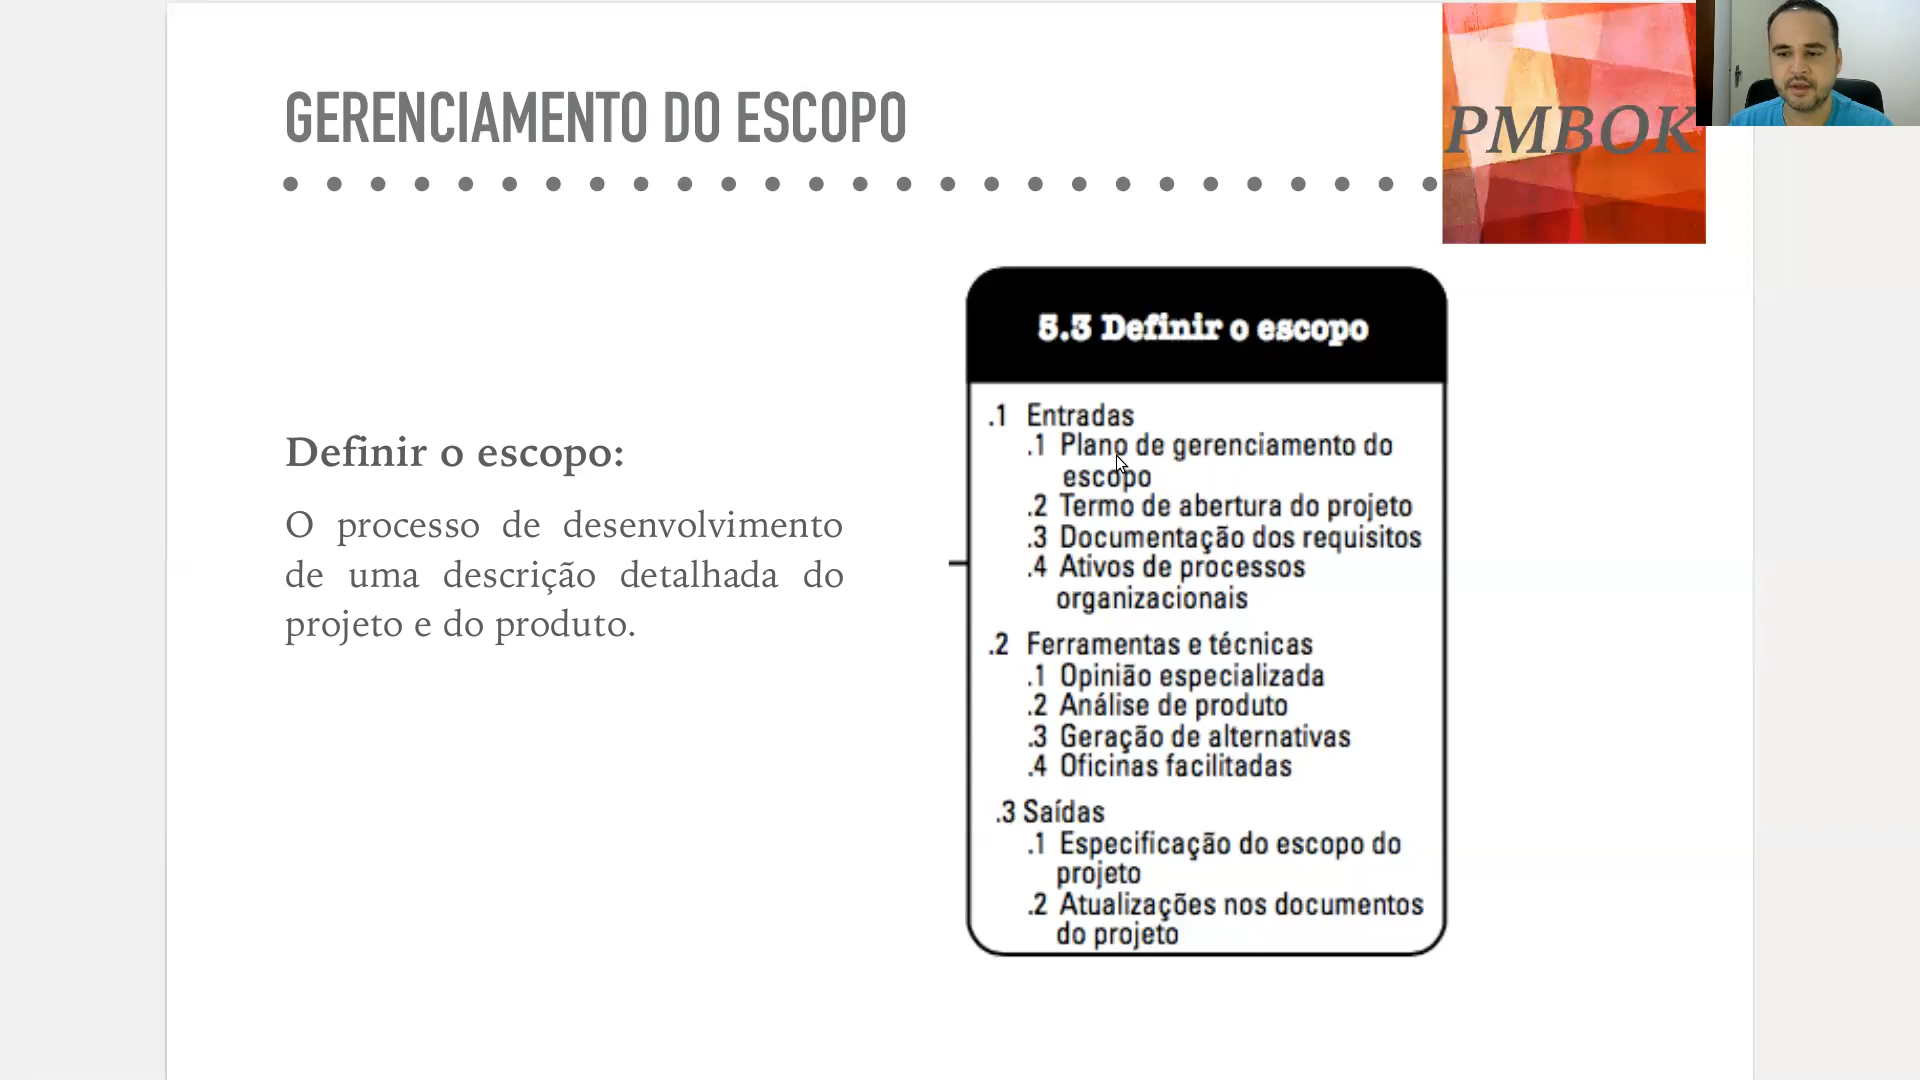 GERENCIAMENTO DO ESCOPO
PMBOK
Definir o escopo:
O processo de desenvolvimento
de uma descrição detalhada do
projeto e do produto.
5.3 Definir o escopo
.1 Entradas
.1 Plano de gerenciamento do
escopo
.2 Termo de abertura do projeto
.3 Documentação dos requisitos
.4 Ativos de processos
organizacionais
.2 Ferramentas e técnicas
.1 Opinião especializada
.2 Análise de produto
.3 Geração de alternativas
.4 Oficinas facilitadas
.3 Saídas
.1 Especificação do escopo do
projeto
.2 Atualizações nos documentos
do projeto